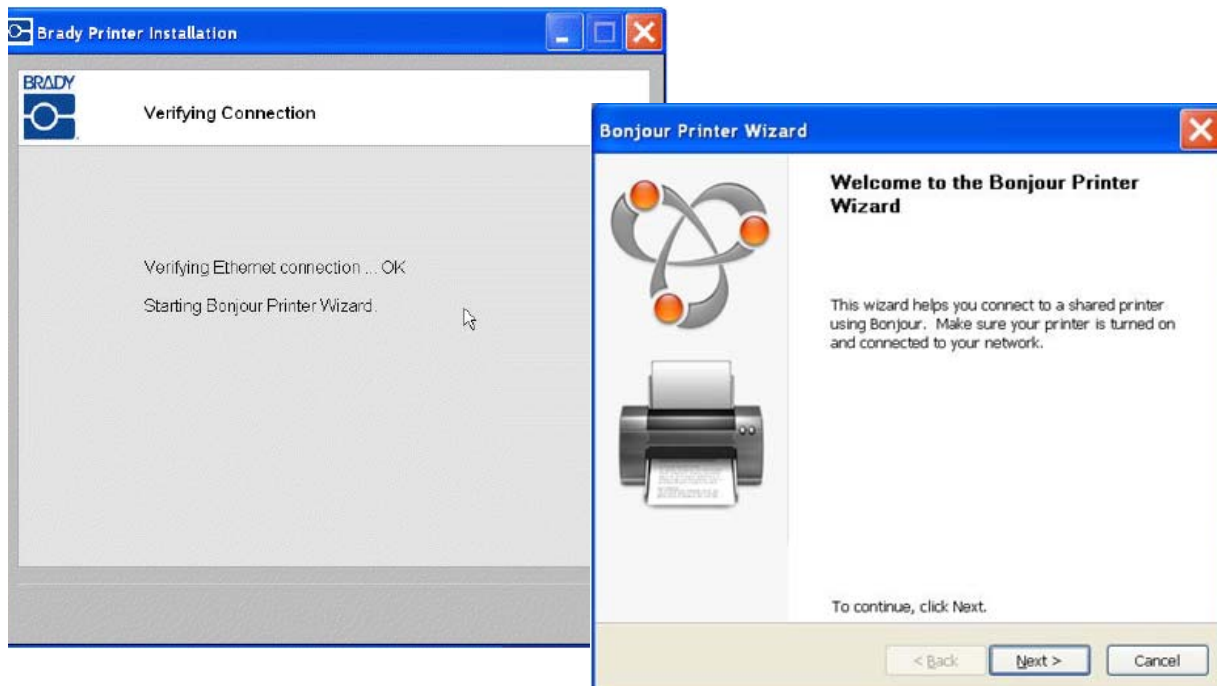 Brady Printer Installation
BRADY
Verifying Connection
Verifying Ethernet connection ... OK
Starting Bonjour Printer Wizard.
Bonjour Printer Wizard
Welcome to the Bonjour Printer
Wizard
This wizard helps you connect to a shared printer
using Bonjour. Make sure your printer is turned on
and connected to your network.
To continue, click Next.
< Back
Next >
Cancel